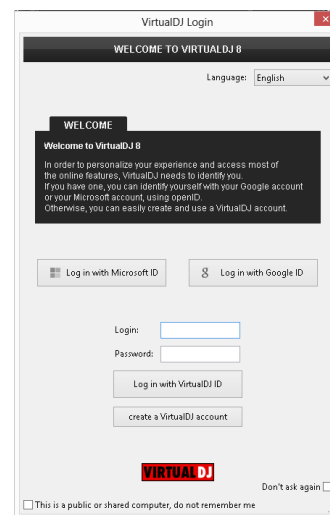 VirtualDJ Login
WELCOME TO VIRTUALDJ 8
Language: English
WELCOME
Welcome to VirtualDJ 8
In order to personalize your experience and access most of
the online features, VirtualDJ needs to identify you.
If you have one, you can identify yourself with your Google account
or your Microsoft account, using openID.
Otherwise, you can easily create and use a VirtualDJ account.
Log in with Microsoft ID
8 Log in with Google ID
Login:
Password:
Log in with VirtualDJ ID
create a VirtualDJ account
VIRTUAL DJ
Don't ask again
This is a public or shared computer, do not remember me